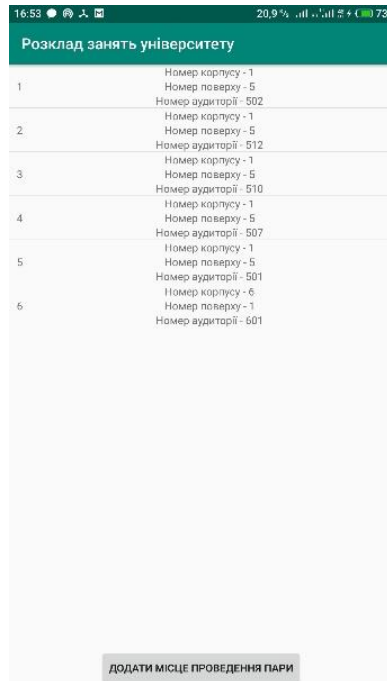 16:53 20,9 % 73
Розклад занять університету
Номер корпусу - 1
1 Номер поверху - 5
Номер аудиторії - 502
Номер корпусу - 1
2 Номер поверху - 5
Номер аудиторії - 512
Номер корпусу - 1
3 Номер поверху - 5
Номер аудиторії - 510
Номер корпусу - 1
4 Номер поверху - 5
Номер аудиторії - 507
Номер корпусу - 1
5 Номер поверху - 5
Номер аудиторії - 501
Номер корпусу - 6
6 Номер поверху - 1
Номер аудиторії - 601
ДОДАТИ МІСЦЕ ПРОВЕДЕННЯ ПАРИ